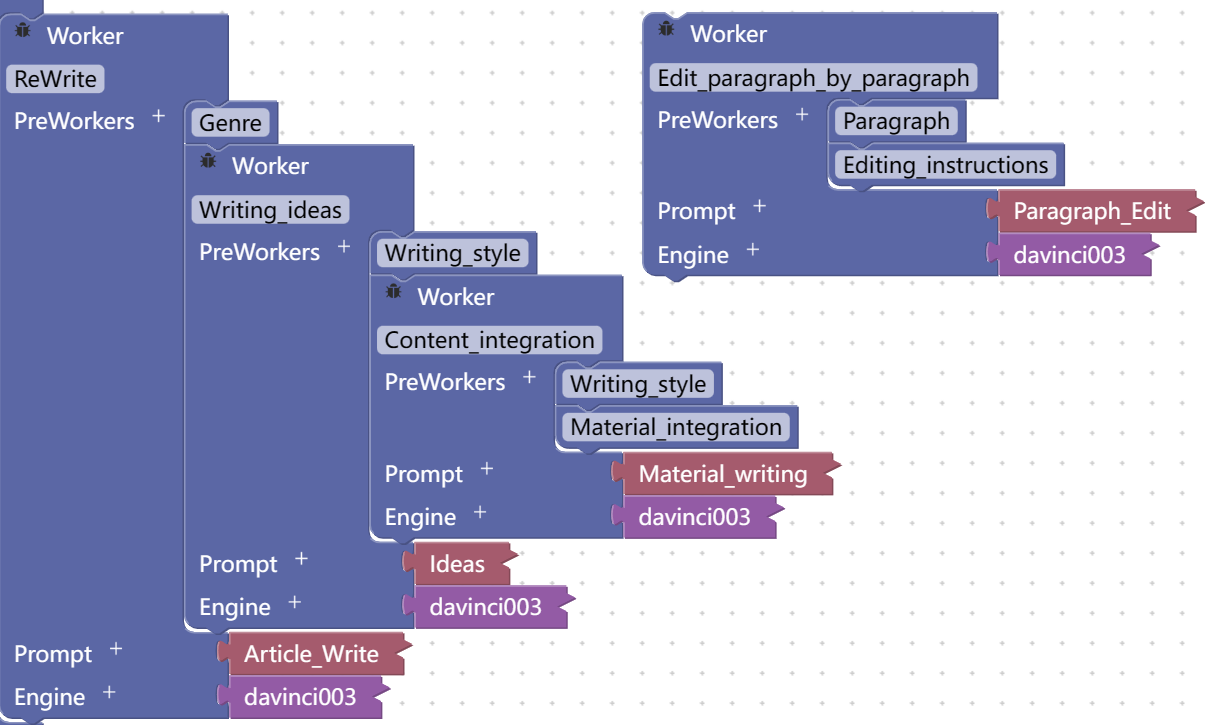 Worker
ReWrite
PreWorkers +
Genre
Worker
Writing_ideas
PreWorkers +
Writing_style
Worker
Content_integration
PreWorkers +
Writing_style
Material_integration
Prompt +
Material_writing
Engine +
davinci003
Prompt +
Ideas
Engine +
davinci003
Prompt +
Article_Write
Engine +
davinci003
Worker
Edit_paragraph_by_paragraph
PreWorkers +
Paragraph
Editing_instructions
Prompt +
Paragraph_Edit
Engine +
davinci003